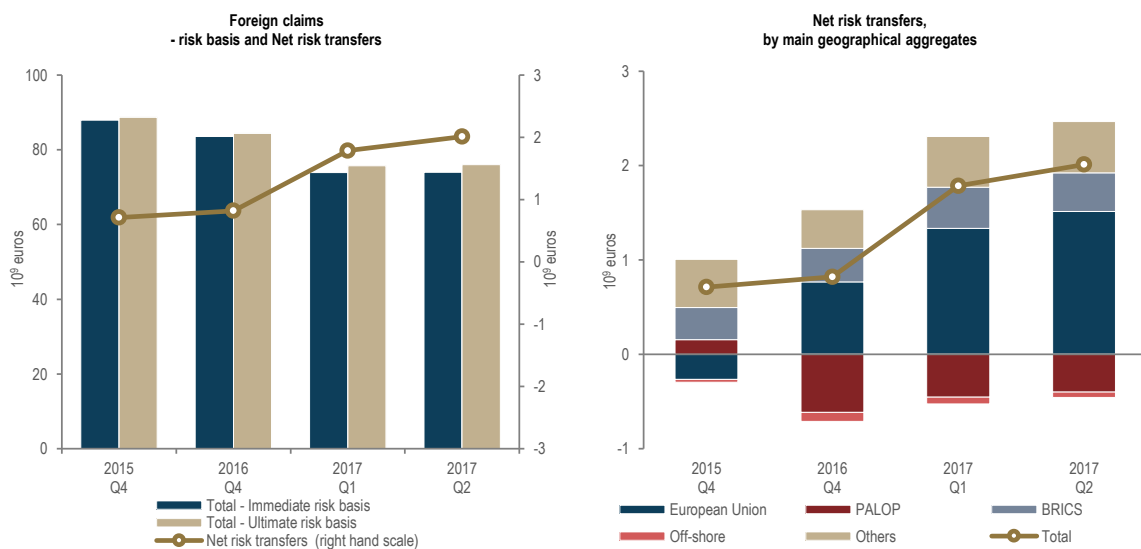 Foreign claims
- risk basis and Net risk transfers
10⁹ euros
100
80
60
40
20
0
3
2
1
0
-1
-2
-3
10⁹ euros
2015
Q4
2016
Q4
2017
Q1
2017
Q2
Total - Immediate risk basis
Total - Ultimate risk basis
Net risk transfers (right hand scale)
Net risk transfers,
by main geographical aggregates
10⁹ euros
3
2
1
0
-1
2015
Q4
2016
Q4
2017
Q1
2017
Q2
European Union PALOP BRICS
Off-shore Others Total